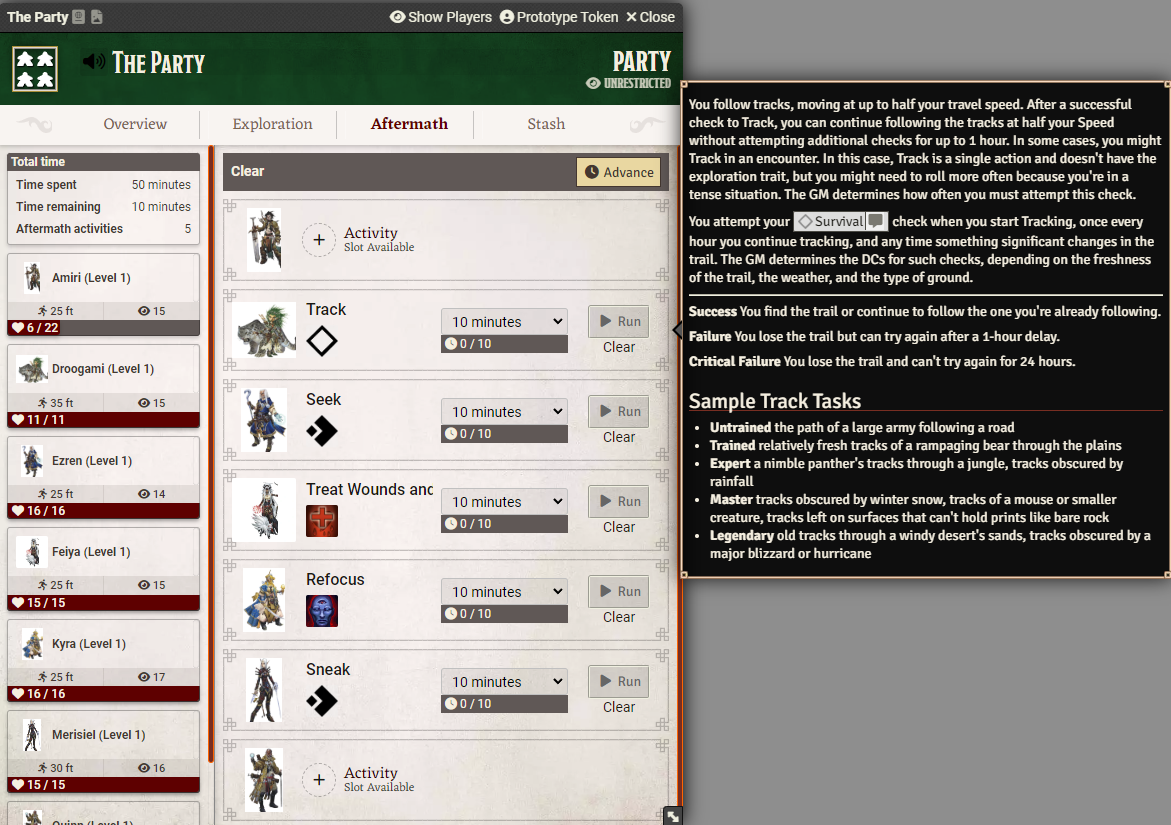 The Party
Show Players
Prototype Token
Close
THE PARTY
PARTY
UNRESTRICTED
Overview
Exploration
Aftermath
Stash
Total time
Time spent 50 minutes
Time remaining 10 minutes
Aftermath activities 5
Amiri (Level 1)
25 ft 15
6 / 22
Droogami (Level 1)
35 ft 15
11 / 11
Ezren (Level 1)
25 ft 14
16 / 16
Feiya (Level 1)
25 ft 15
15 / 15
Kyra (Level 1)
25 ft 17
16 / 16
Merisiel (Level 1)
30 ft 16
15 / 15
Quinn (Level 1)
Clear
Advance
Activity
Slot Available
Track
10 minutes
Run
0 / 10
Clear
Seek
10 minutes
Run
0 / 10
Clear
Treat Wounds and
10 minutes
Run
0 / 10
Clear
Refocus
10 minutes
Run
0 / 10
Clear
Sneak
10 minutes
Run
0 / 10
Clear
Activity
Slot Available
You follow tracks, moving at up to half your travel speed. After a successful
check to Track, you can continue following the tracks at half your Speed
without attempting additional checks for up to 1 hour. In some cases, you might
Track in an encounter. In this case, Track is a single action and doesn't have the
exploration trait, but you might need to roll more often because you're in a
tense situation. The GM determines how often you must attempt this check.
You attempt your Survival check when you start Tracking, once every
hour you continue tracking, and any time something significant changes in the
trail. The GM determines the DCs for such checks, depending on the freshness
of the trail, the weather, and the type of ground.
Success You find the trail or continue to follow the one you're already following.
Failure You lose the trail but can try again after a 1-hour delay.
Critical Failure You lose the trail and can't try again for 24 hours.
Sample Track Tasks
• Untrained the path of a large army following a road
• Trained relatively fresh tracks of a rampaging bear through the plains
• Expert a nimble panther's tracks through a jungle, tracks obscured by
rainfall
• Master tracks obscured by winter snow, tracks of a mouse or smaller
creature, tracks left on surfaces that can't hold prints like bare rock
• Legendary old tracks through a windy desert's sands, tracks obscured by a
major blizzard or hurricane